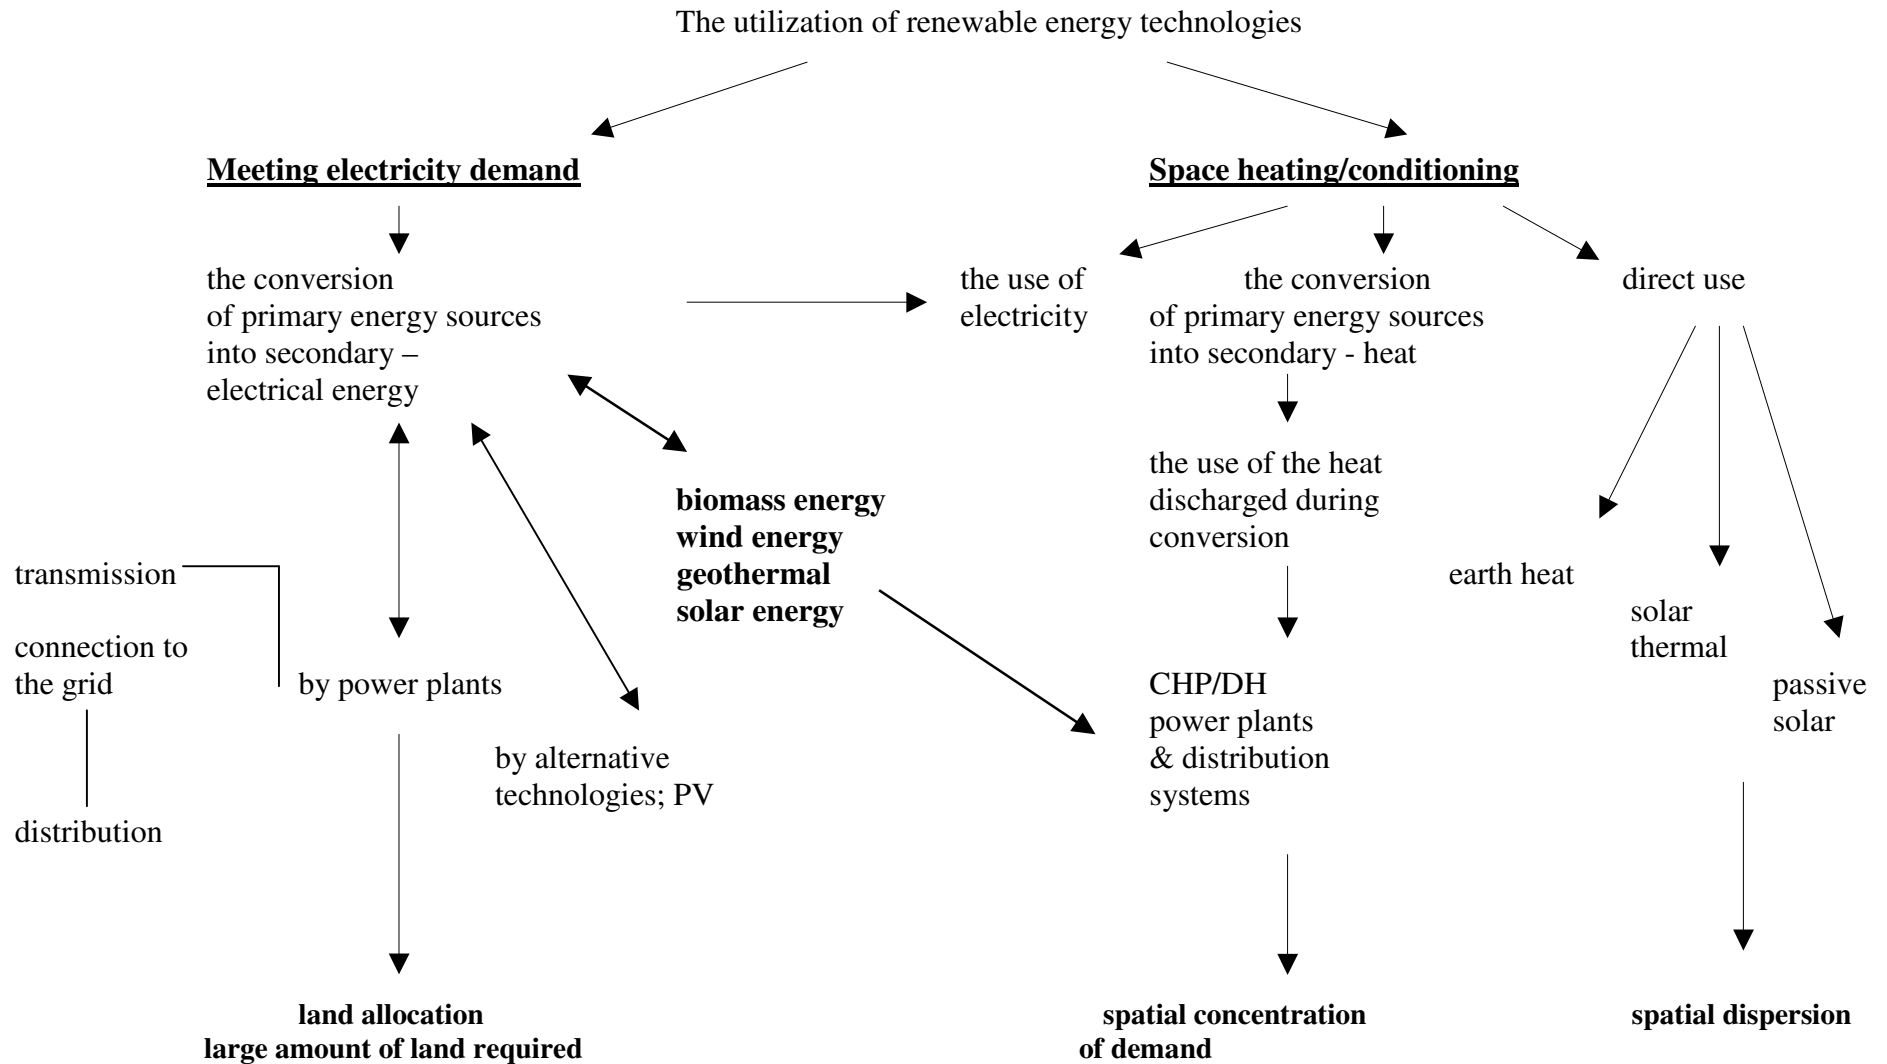 The utilization of renewable energy technologies
Meeting electricity demand
Space heating/conditioning
the conversion
of primary energy sources
into secondary –
electrical energy
the use of
electricity
the conversion
of primary energy sources
into secondary - heat
direct use
biomass energy
wind energy
geothermal
solar energy
the use of the heat
discharged during
conversion
transmission
connection to
the grid
distribution
by power plants
by alternative
technologies; PV
CHP/DH
power plants
& distribution
systems
earth heat
solar
thermal
passive
solar
land allocation
large amount of land required
spatial concentration
of demand
spatial dispersion